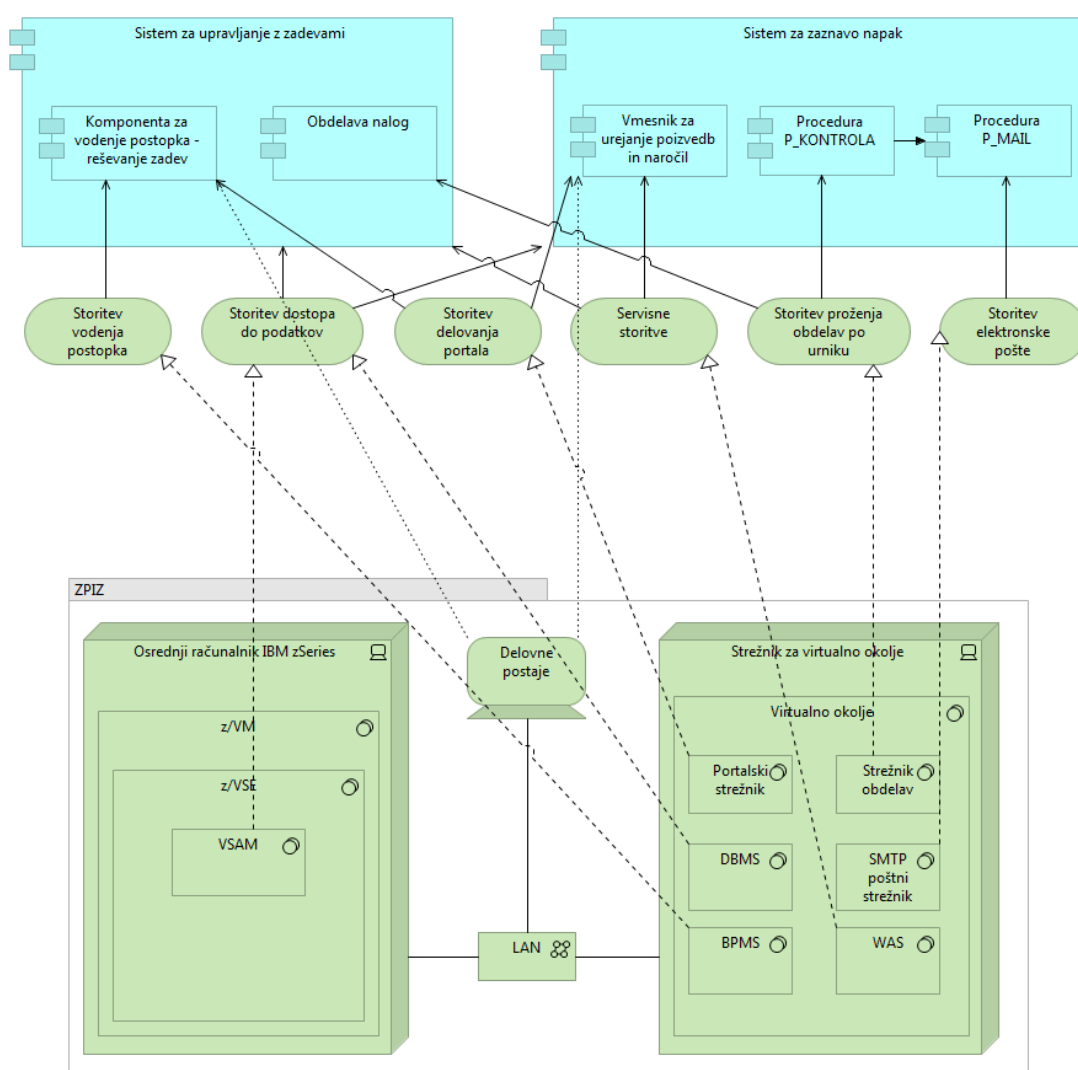 Sistem za upravljanje z zadevami
Sistem za zaznavo napak
Komponenta za
vodenje postopka -
reševanje zadev
Obdelava nalog
Vmesnik za
urejanje poizvedb
in naročil
Procedura
P_KONTROLA
Procedura
P_MAIL
Storitev
vodenja
postopka
Storitev dostopa
do podatkov
Storitev
delovanja
portala
Servisne
storitve
Storitev proženja
obdelav po
urniku
Storitev
elektronske
pošte
ZPIZ
Osrednji računalnik IBM zSeries
z/VM
z/VSE
VSAM
Delovne
postaje
LAN
Strežnik za virtualno okolje
Virtualno okolje
Portalski
strežnik
Strežnik
obdelav
DBMS
SMTP
poštni
strežnik
BPMS
WAS